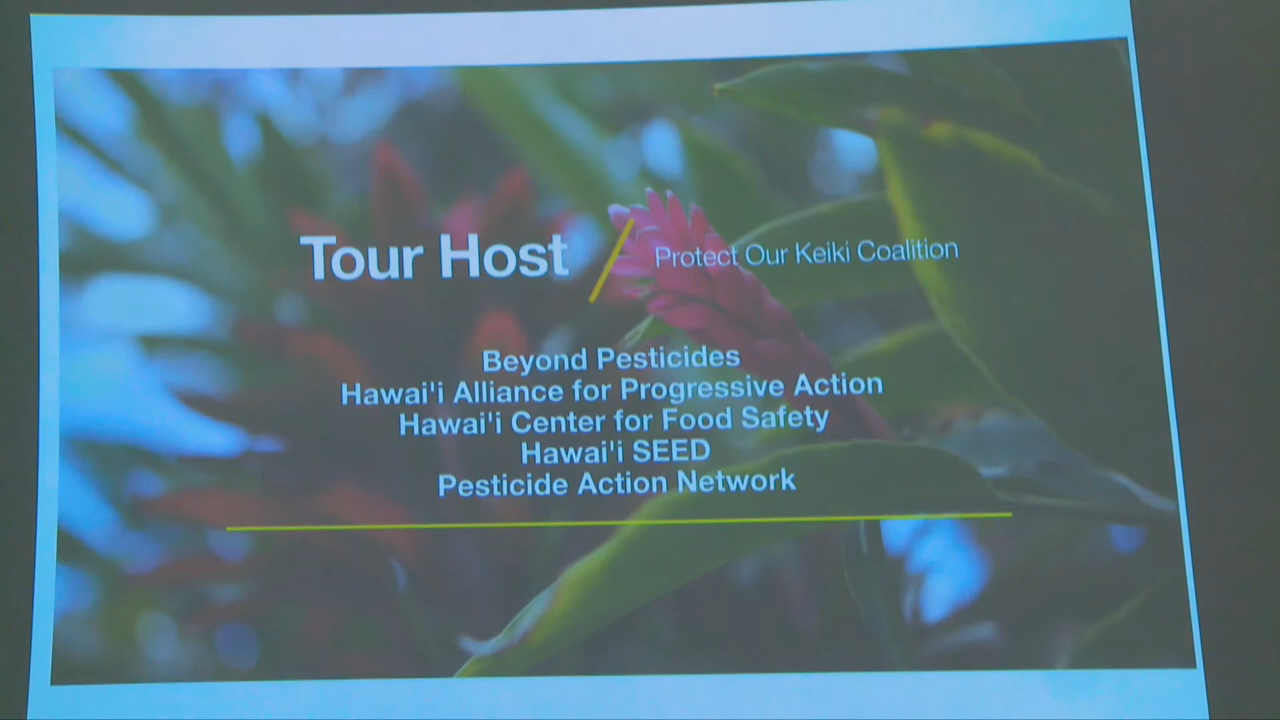 Tour Host / Protect Our Keiki Coalition
Beyond Pesticides
Hawai'i Alliance for Progressive Action
Hawai'i Center for Food Safety
Hawai'i SEED
Pesticide Action Network